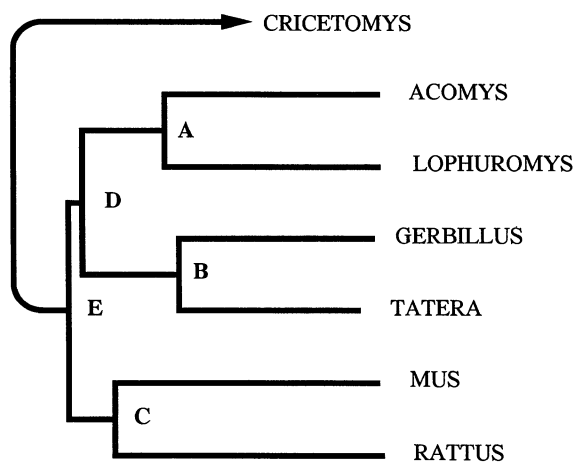 CRICETOMYS
ACOMYS
A
LOPHUROMYS
D
GERBILLUS
B
TATERA
E
MUS
C
RATTUS